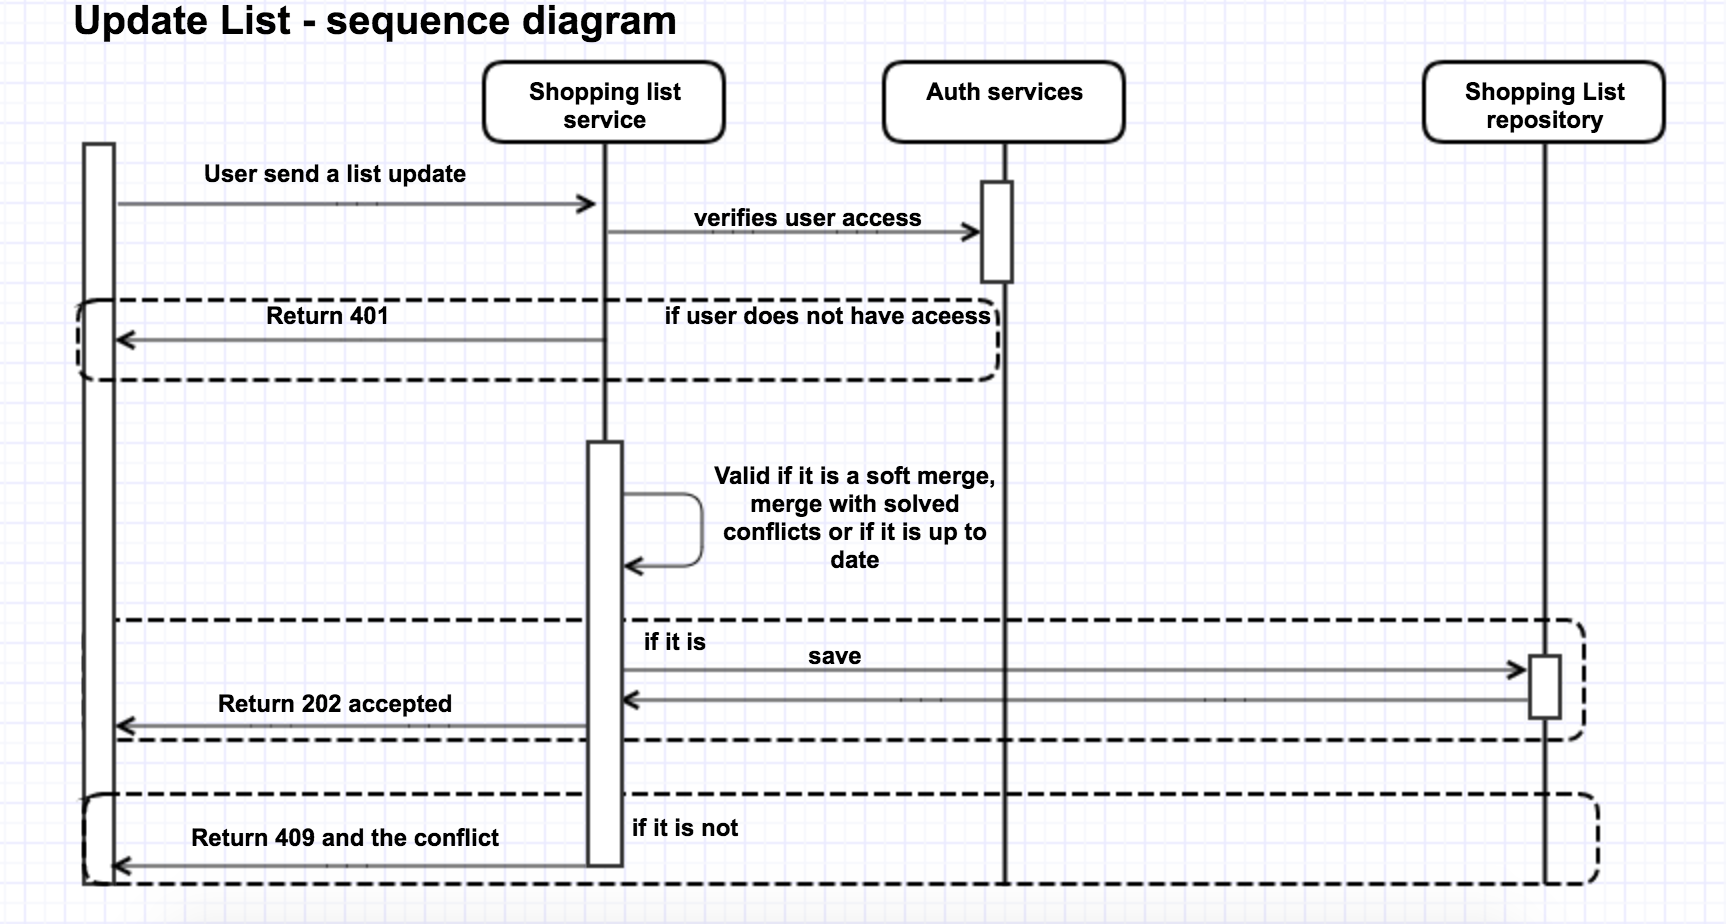 Update List - sequence diagram
Shopping list
service
Auth services
Shopping List
repository
User send a list update
verifies user access
Return 401
if user does not have aceess
Valid if it is a soft merge,
merge with solved
conflicts or if it is up to
date
if it is
save
Return 202 accepted
if it is not
Return 409 and the conflict